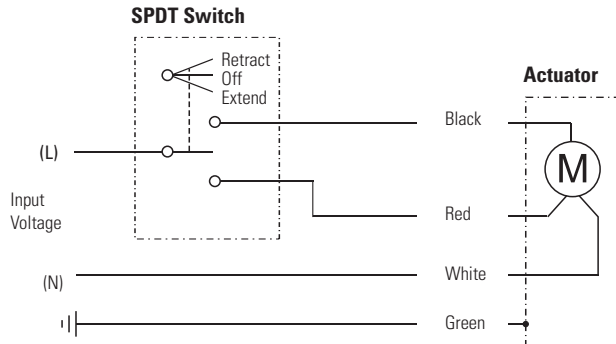 SPDT Switch
Retract
Off
Extend
Actuator
Black
(L)
M
Input
Voltage
Red
(N)
White
Green